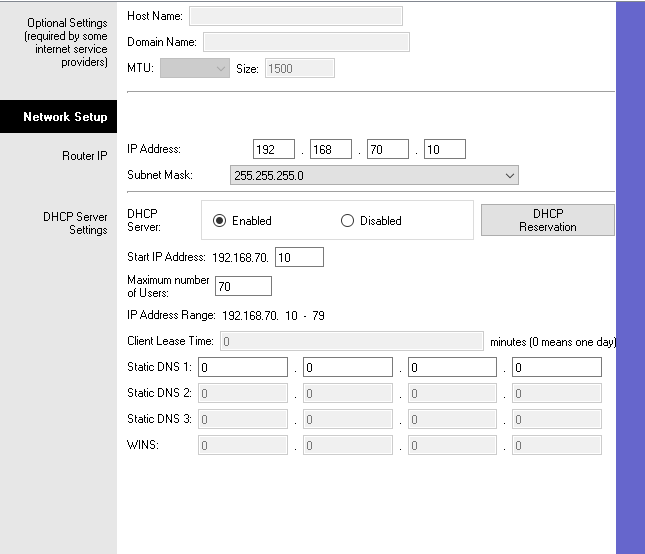 Optional Settings
(required by some
internet service
providers)
Host Name:
Domain Name:
MTU: Size: 1500
Network Setup
Router IP
IP Address: 192 . 168 . 70 . 10
Subnet Mask: 255.255.255.0
DHCP Server
Settings
DHCP
Server:
Enabled Disabled
DHCP
Reservation
Start IP Address: 192.168.70. 10
Maximum number
of Users:
70
IP Address Range: 192.168.70. 10 - 79
Client Lease Time: 0 minutes (0 means one day)
Static DNS 1: 0 . 0 . 0 . 0
Static DNS 2: 0 . 0 . 0 . 0
Static DNS 3: 0 . 0 . 0 . 0
WINS: 0 . 0 . 0 . 0